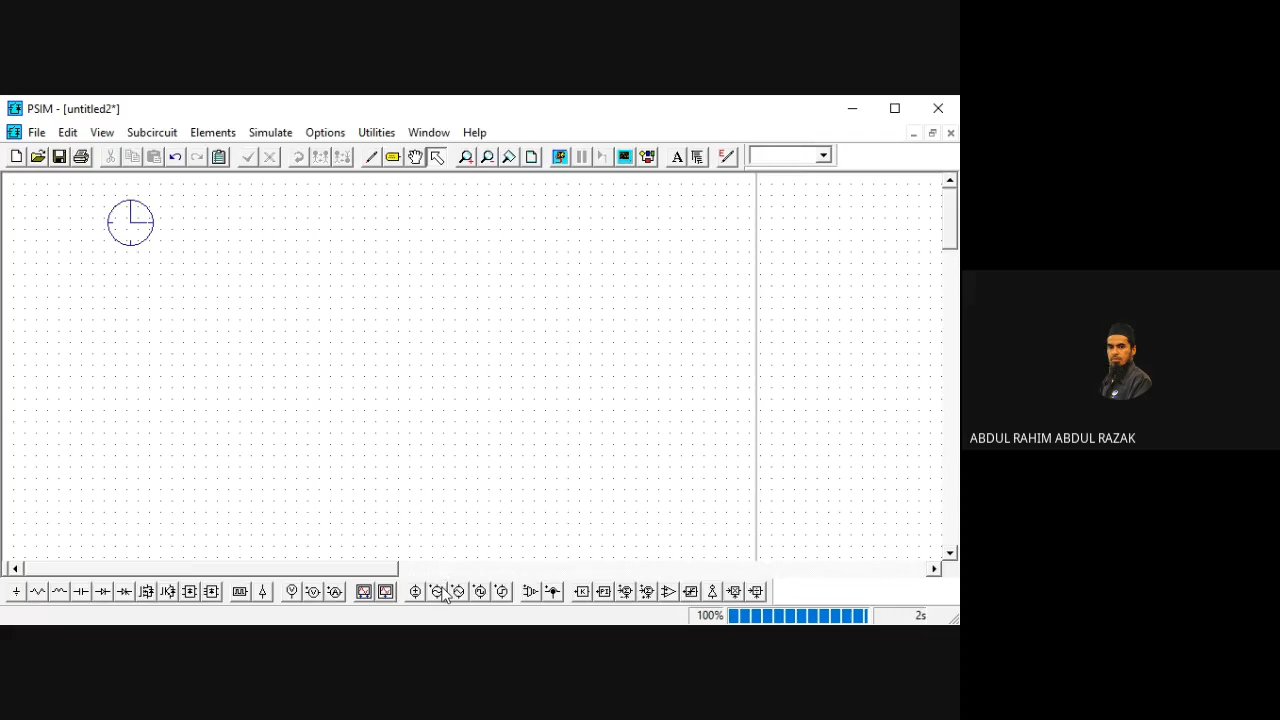 PSIM - [untitled2*]
File Edit View Subcircuit Elements Simulate Options Utilities Window Help
A
ABDUL RAHIM ABDUL RAZAK
100% 2s